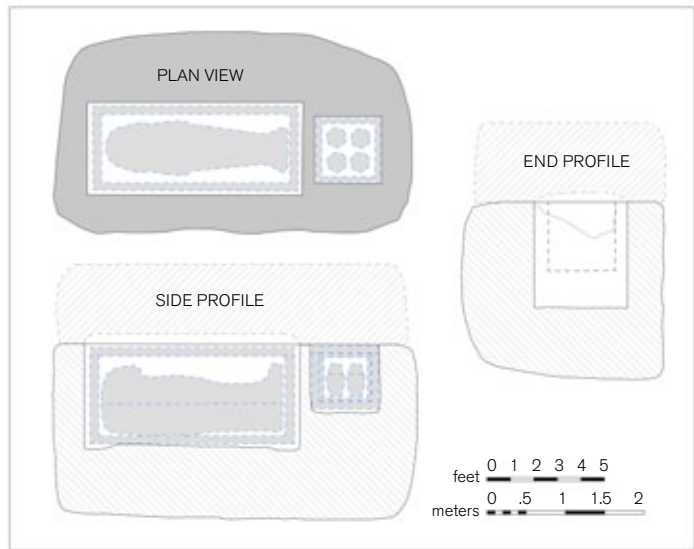 PLAN VIEW
END PROFILE
SIDE PROFILE
feet 0 1 2 3 4 5
meters 0 .5 1 1.5 2